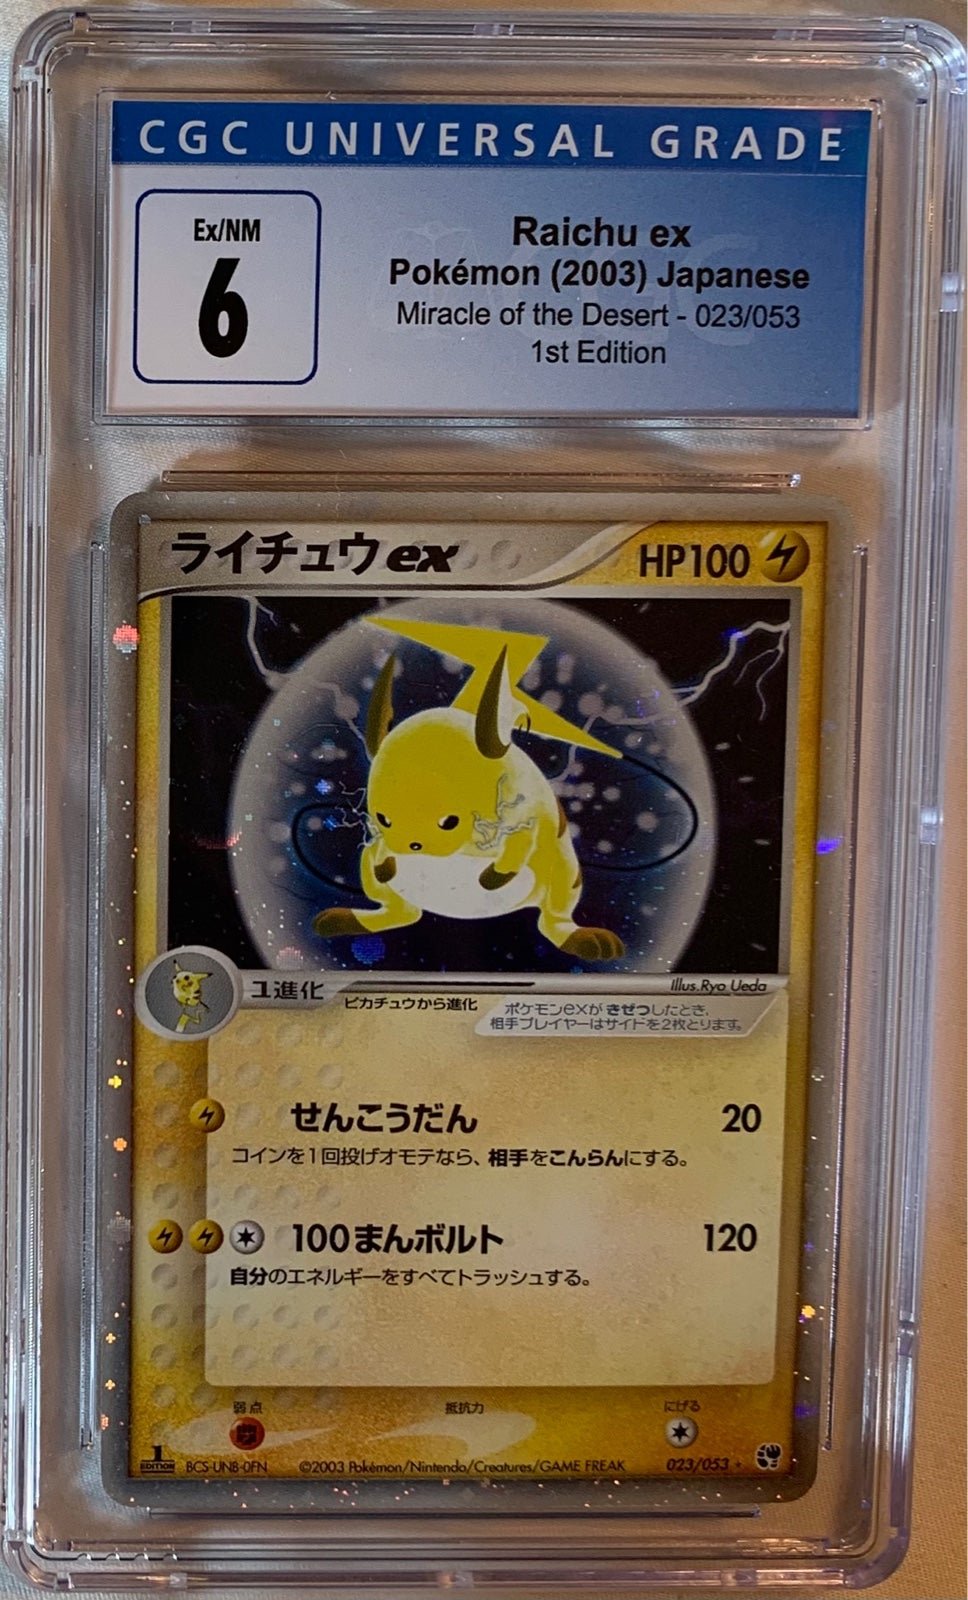 CGC UNIVERSAL GRADE
Ex/NM
6
Raichu ex
Pokémon (2003) Japanese
Miracle of the Desert - 023/053
1st Edition
ライチュウex HP100
1進化
ピカチュウから進化
Illus. Ryo Ueda
ポケモンexが きぜつしたとき、
相手プレイヤーはサイドを2枚とります。
せんこうだん 20
コインを1回投げオモテなら、相手をこんらんにする。
100まんボルト 120
自分のエネルギーをすべてトラッシュする。
弱点 抵抗力 にげる
1 EDITION BCS-UNB-0FN ©2003 Pokémon/Nintendo/Creatures/GAME FREAK 023/053 ★